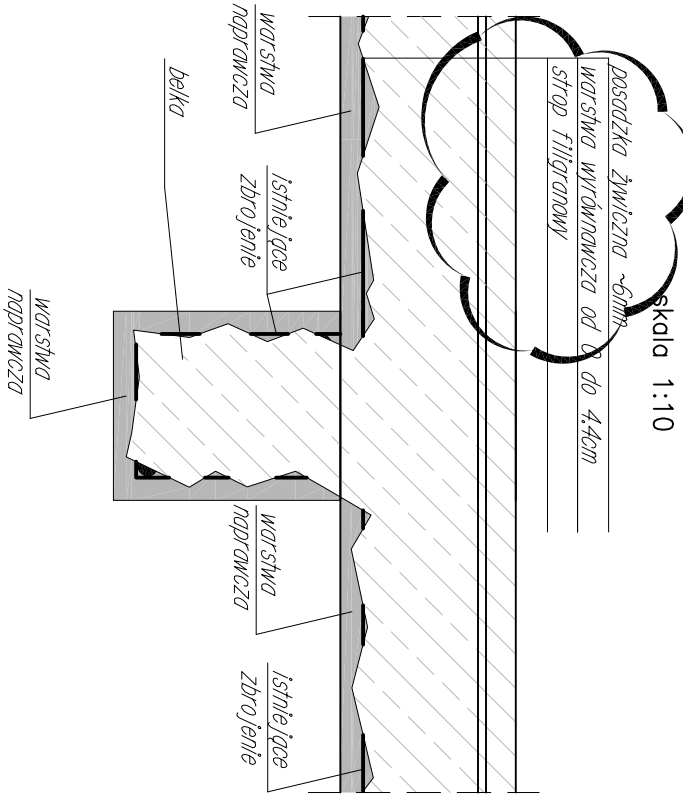 skala 1:10
posadzka żywiczna ~6mm
warstwa wyrównawcza od do 4.4cm
strop filigranowy
warstwa
naprawcza
belka
istniejące
zbrojenie
warstwa
naprawcza
warstwa
naprawcza
istniejące
zbrojenie